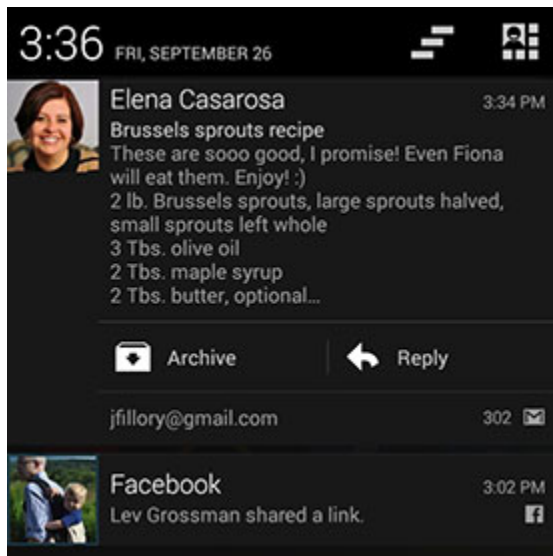 3:36 FRI, SEPTEMBER 26
Elena Casarosa 3:34 PM
Brussels sprouts recipe
These are sooo good, I promise! Even Fiona
will eat them. Enjoy! :)
2 lb. Brussels sprouts, large sprouts halved,
small sprouts left whole
3 Tbs. olive oil
2 Tbs. maple syrup
2 Tbs. butter, optional...
Archive Reply
jfillory@gmail.com 302
Facebook 3:02 PM
Lev Grossman shared a link.